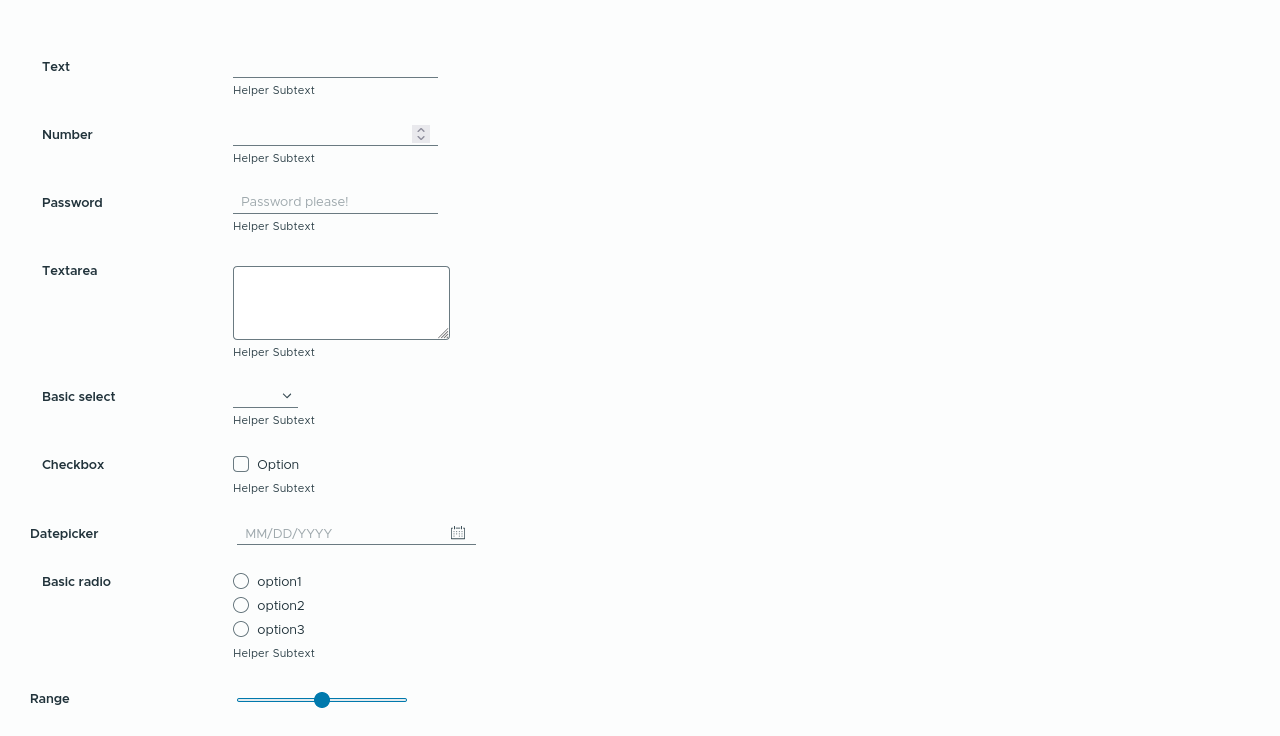 Text
Helper Subtext
Number
Helper Subtext
Password
Password please!
Helper Subtext
Textarea
Helper Subtext
Basic select
Helper Subtext
Checkbox
Option
Helper Subtext
Datepicker
MM/DD/YYYY
Basic radio
option1
option2
option3
Helper Subtext
Range